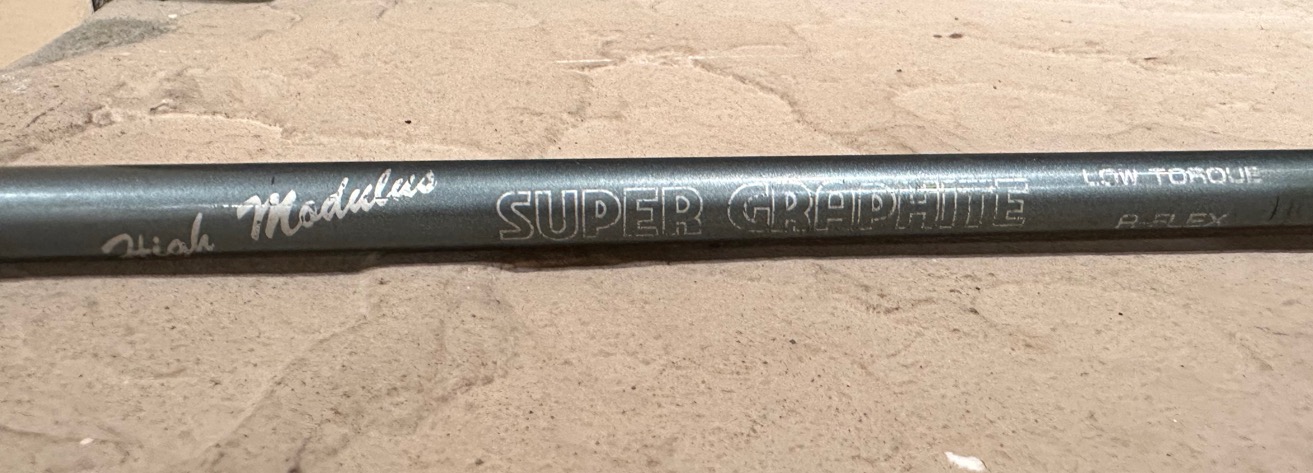 High Modulus SUPER GRAPHITE LOW TORQUE
R-FLEX